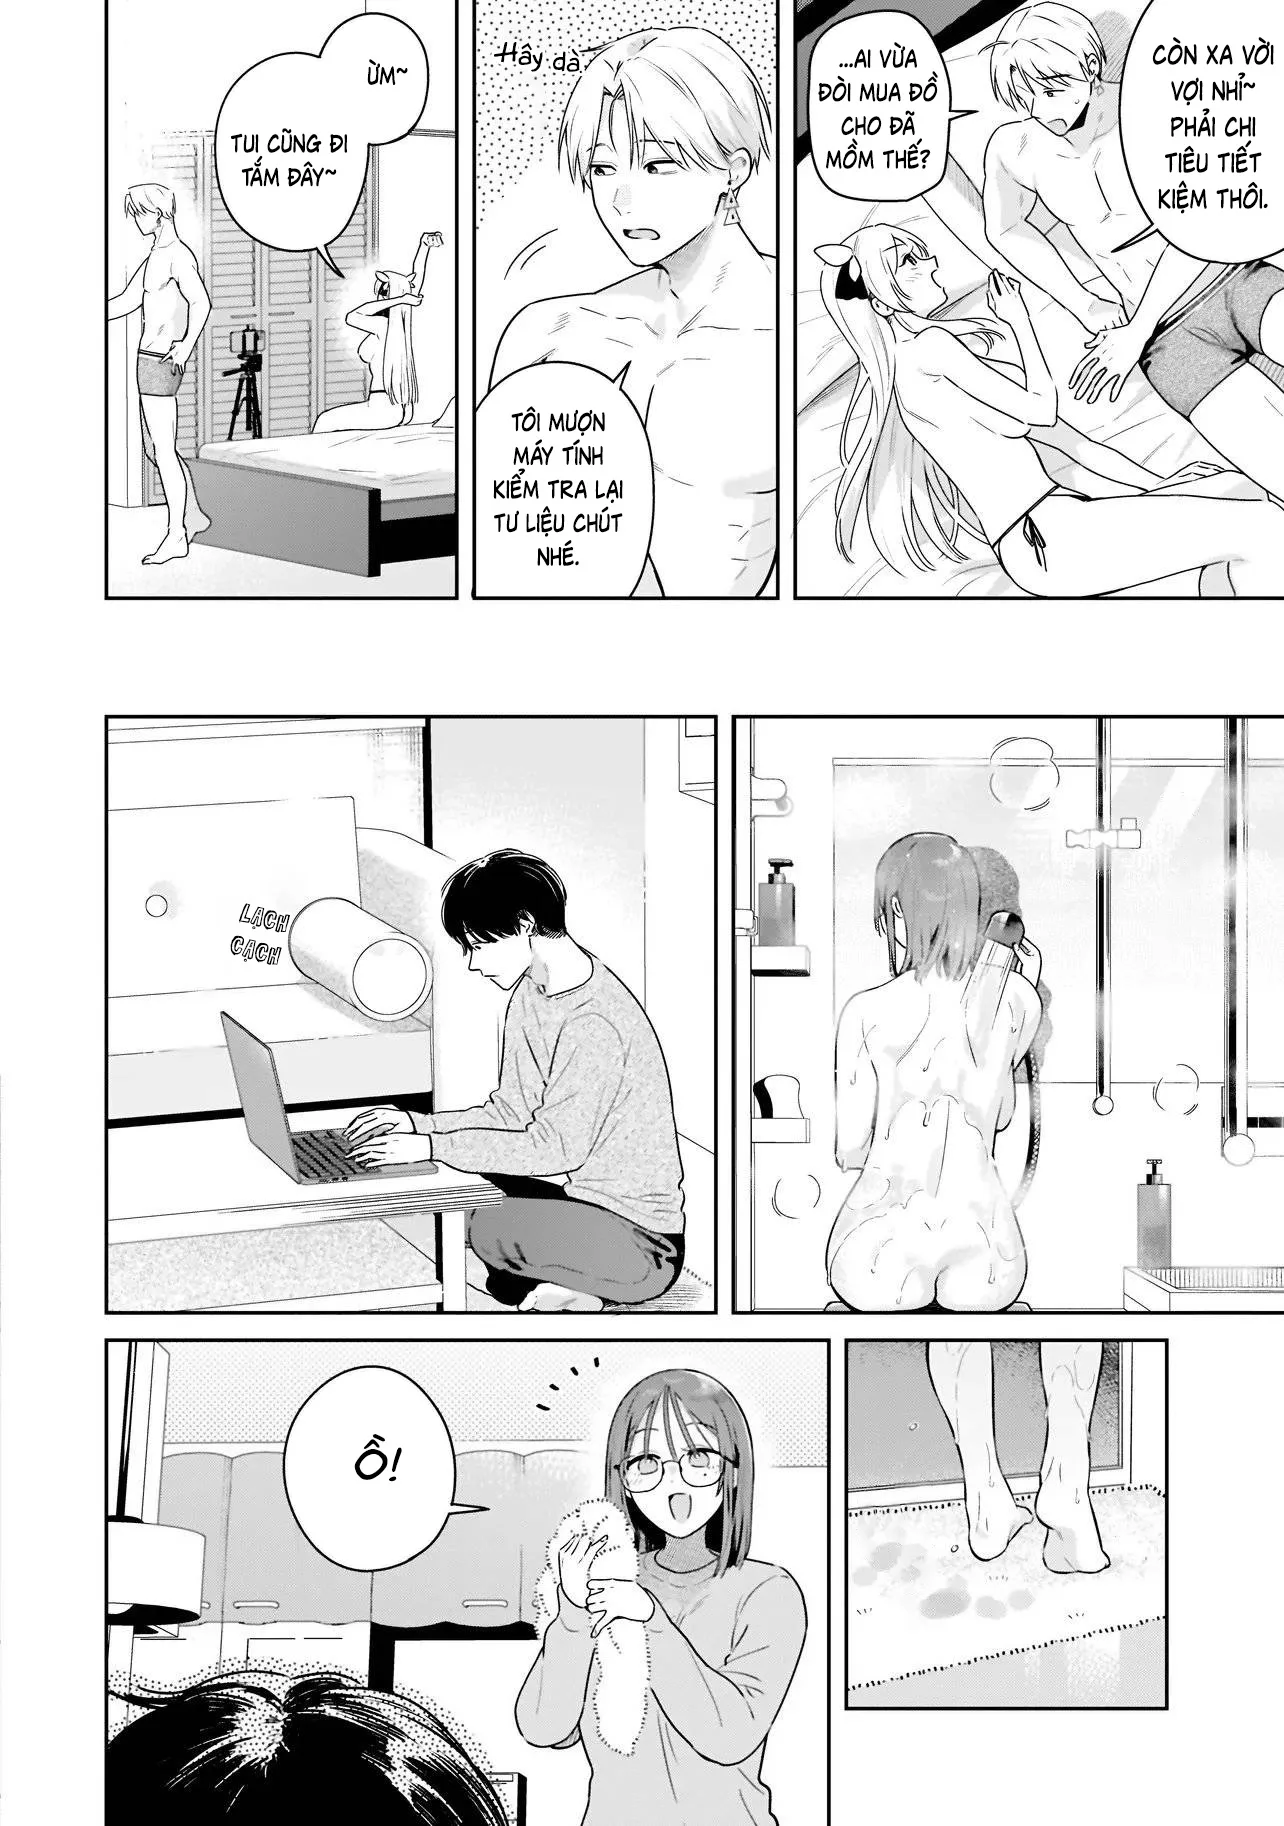 CÒN XA VỜI
VỢI NHỈ~
PHẢI CHI
TIÊU TIẾT
KIỆM THÔI.
...AI VỪA
ĐÒI MUA ĐỒ
CHO ĐÃ
MỒM THẾ?
Hây dà..
TÔI MƯỢN
MÁY TÍNH
KIỂM TRA LẠI
TƯ LIỆU CHÚT
NHÉ.
ỪM~
TUI CŨNG ĐI
TẮM ĐÂY~
LẠCH
CẠCH
Ồ!